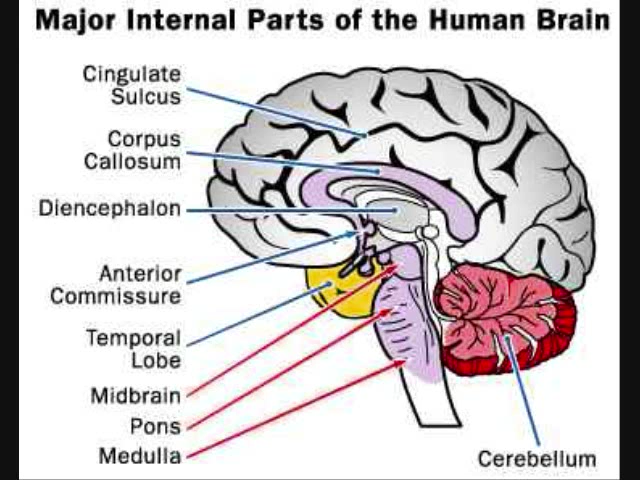 Major Internal Parts of the Human Brain
Cingulate
Sulcus
Corpus
Callosum
Diencephalon
Anterior
Commissure
Temporal
Lobe
Midbrain
Pons
Medulla
Cerebellum